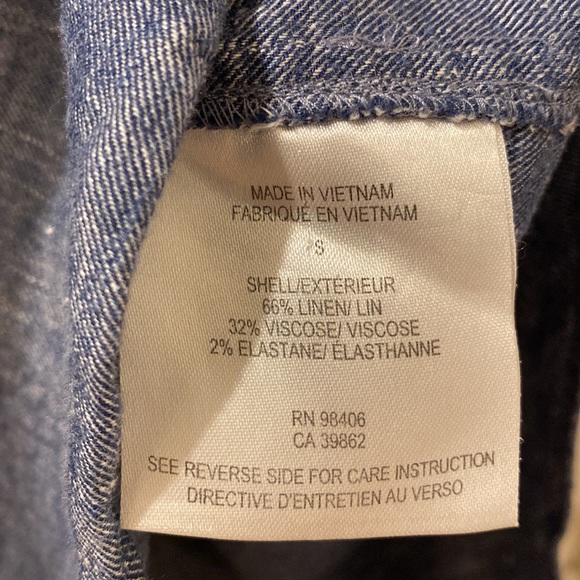 MADE IN VIETNAM
FABRIQUÉ EN VIETNAM
S
SHELL/EXTÉRIEUR
66% LINEN/ LIN
32% VISCOSE/ VISCOSE
2% ELASTANE/ ÉLASTHANNE
RN 98406
CA 39862
SEE REVERSE SIDE FOR CARE INSTRUCTION
DIRECTIVE D'ENTRETIEN AU VERSO